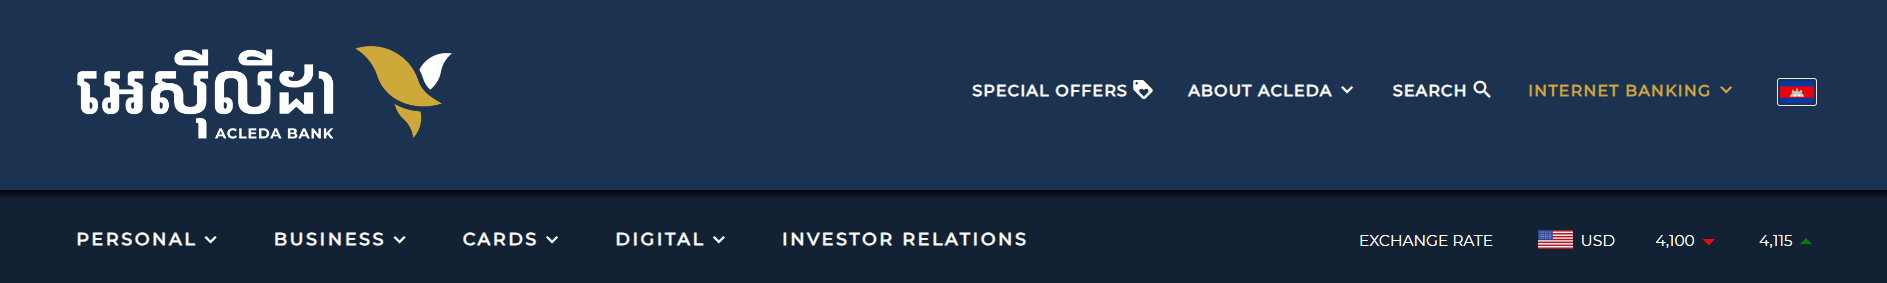 អេស៊ីលីដា
ACLEDA BANK
SPECIAL OFFERS ABOUT ACLEDA SEARCH INTERNET BANKING
PERSONAL BUSINESS CARDS DIGITAL INVESTOR RELATIONS EXCHANGE RATE USD 4,100 4,115